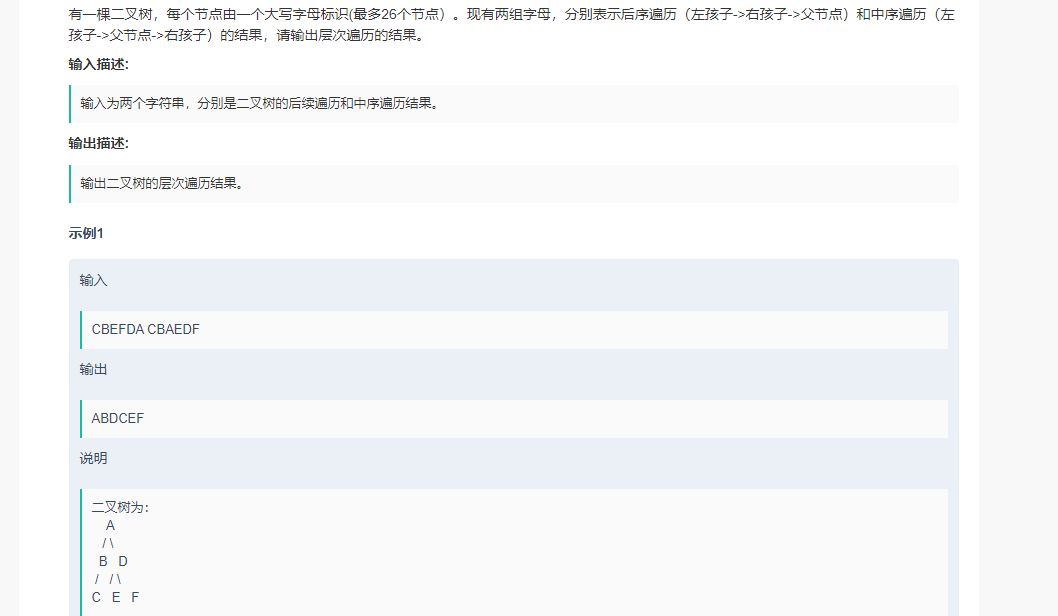 有一棵二叉树，每个节点由一个大写字母标识(最多26个节点）。现有两组字母，分别表示后序遍历（左孩子->右孩子->父节点）和中序遍历（左
孩子->父节点->右孩子）的结果，请输出层次遍历的结果。
输入描述:
输入为两个字符串，分别是二叉树的后续遍历和中序遍历结果。
输出描述:
输出二叉树的层次遍历结果。
示例1
输入
CBEFDA CBAEDF
输出
ABDCEF
说明
二叉树为：
A
/ \
B D
/ / \
C E F